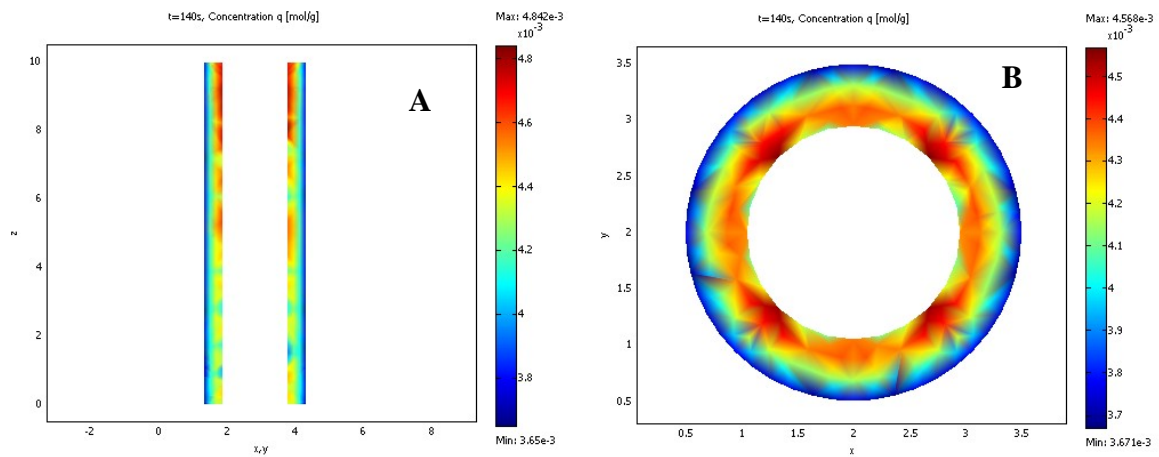 t=140s, Concentration q [mol/g]
Max: 4.842e-3
x10⁻³
10
8
6
4
2
0
z
-2
0
2
4
6
8
x,y
A
4.8
4.6
4.4
4.2
4
3.8
Min: 3.65e-3
t=140s, Concentration q [mol/g]
Max: 4.568e-3
x10⁻³
3.5
3
2.5
2
1.5
1
0.5
y
0.5
1
1.5
2
2.5
3
3.5
x
B
4.5
4.4
4.3
4.2
4.1
4
3.9
3.8
3.7
Min: 3.671e-3